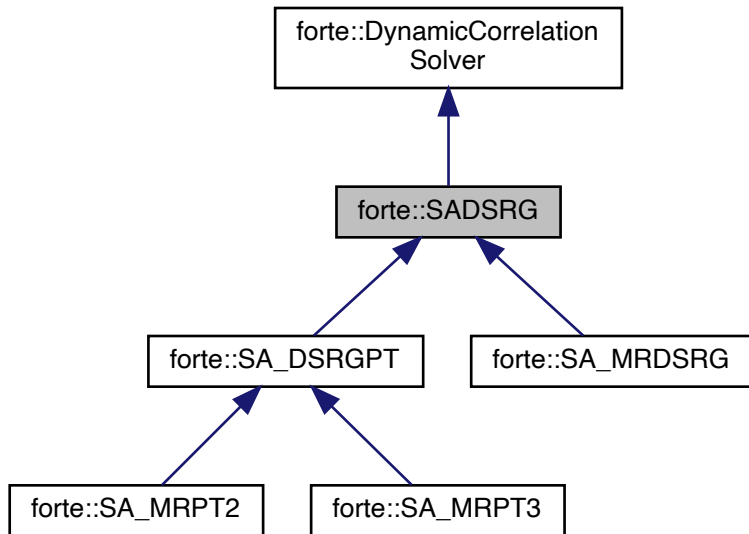 forte::DynamicCorrelation
Solver
forte::SADSRG
forte::SA_DSRGPT
forte::SA_MRDSRG
forte::SA_MRPT2
forte::SA_MRPT3